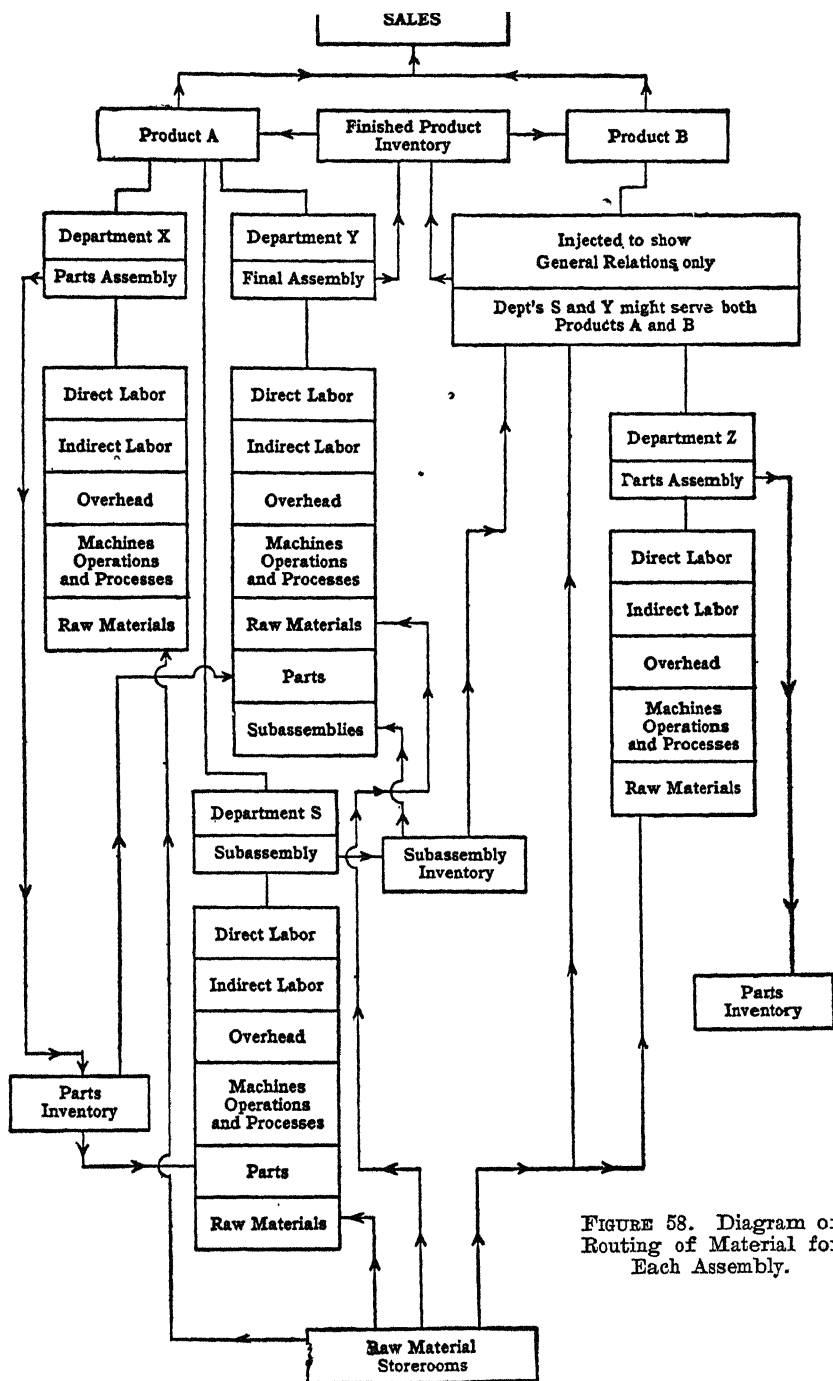 SALES
Product A
Finished Product
Inventory
Product B
Department X
Parts Assembly
Department Y
Final Assembly
Injected to show
General Relations only
Dept's S and Y might serve both
Products A and B
Direct Labor
Indirect Labor
Overhead
Machines
Operations
and Processes
Raw Materials
Direct Labor
Indirect Labor
Overhead
Machines
Operations
and Processes
Raw Materials
Parts
Subassemblies
Department Z
Parts Assembly
Direct Labor
Indirect Labor
Overhead
Machines
Operations
and Processes
Raw Materials
Department S
Subassembly
Subassembly
Inventory
Direct Labor
Indirect Labor
Overhead
Machines
Operations
and Processes
Parts
Raw Materials
Parts
Inventory
Parts
Inventory
FIGURE 58. Diagram of
Routing of Material for
Each Assembly.
Raw Material
Storerooms